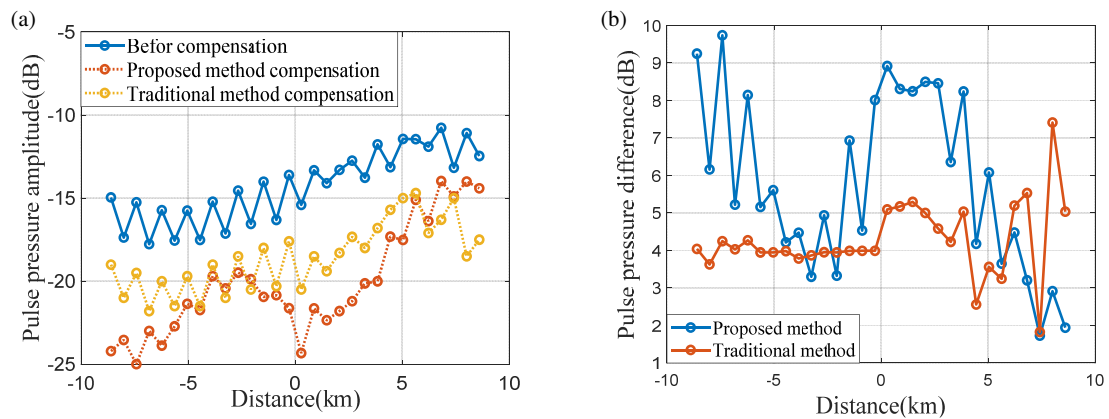 (a)
Pulse pressure amplitude(dB)
-5
-10
-15
-20
-25
Befor compensation
Proposed method compensation
Traditional method compensation
-10
-5
0
5
10
Distance(km)
(b)
Pulse pressure difference(dB)
10
9
8
7
6
5
4
3
2
1
Proposed method
Traditional method
-10
-5
0
5
10
Distance(km)